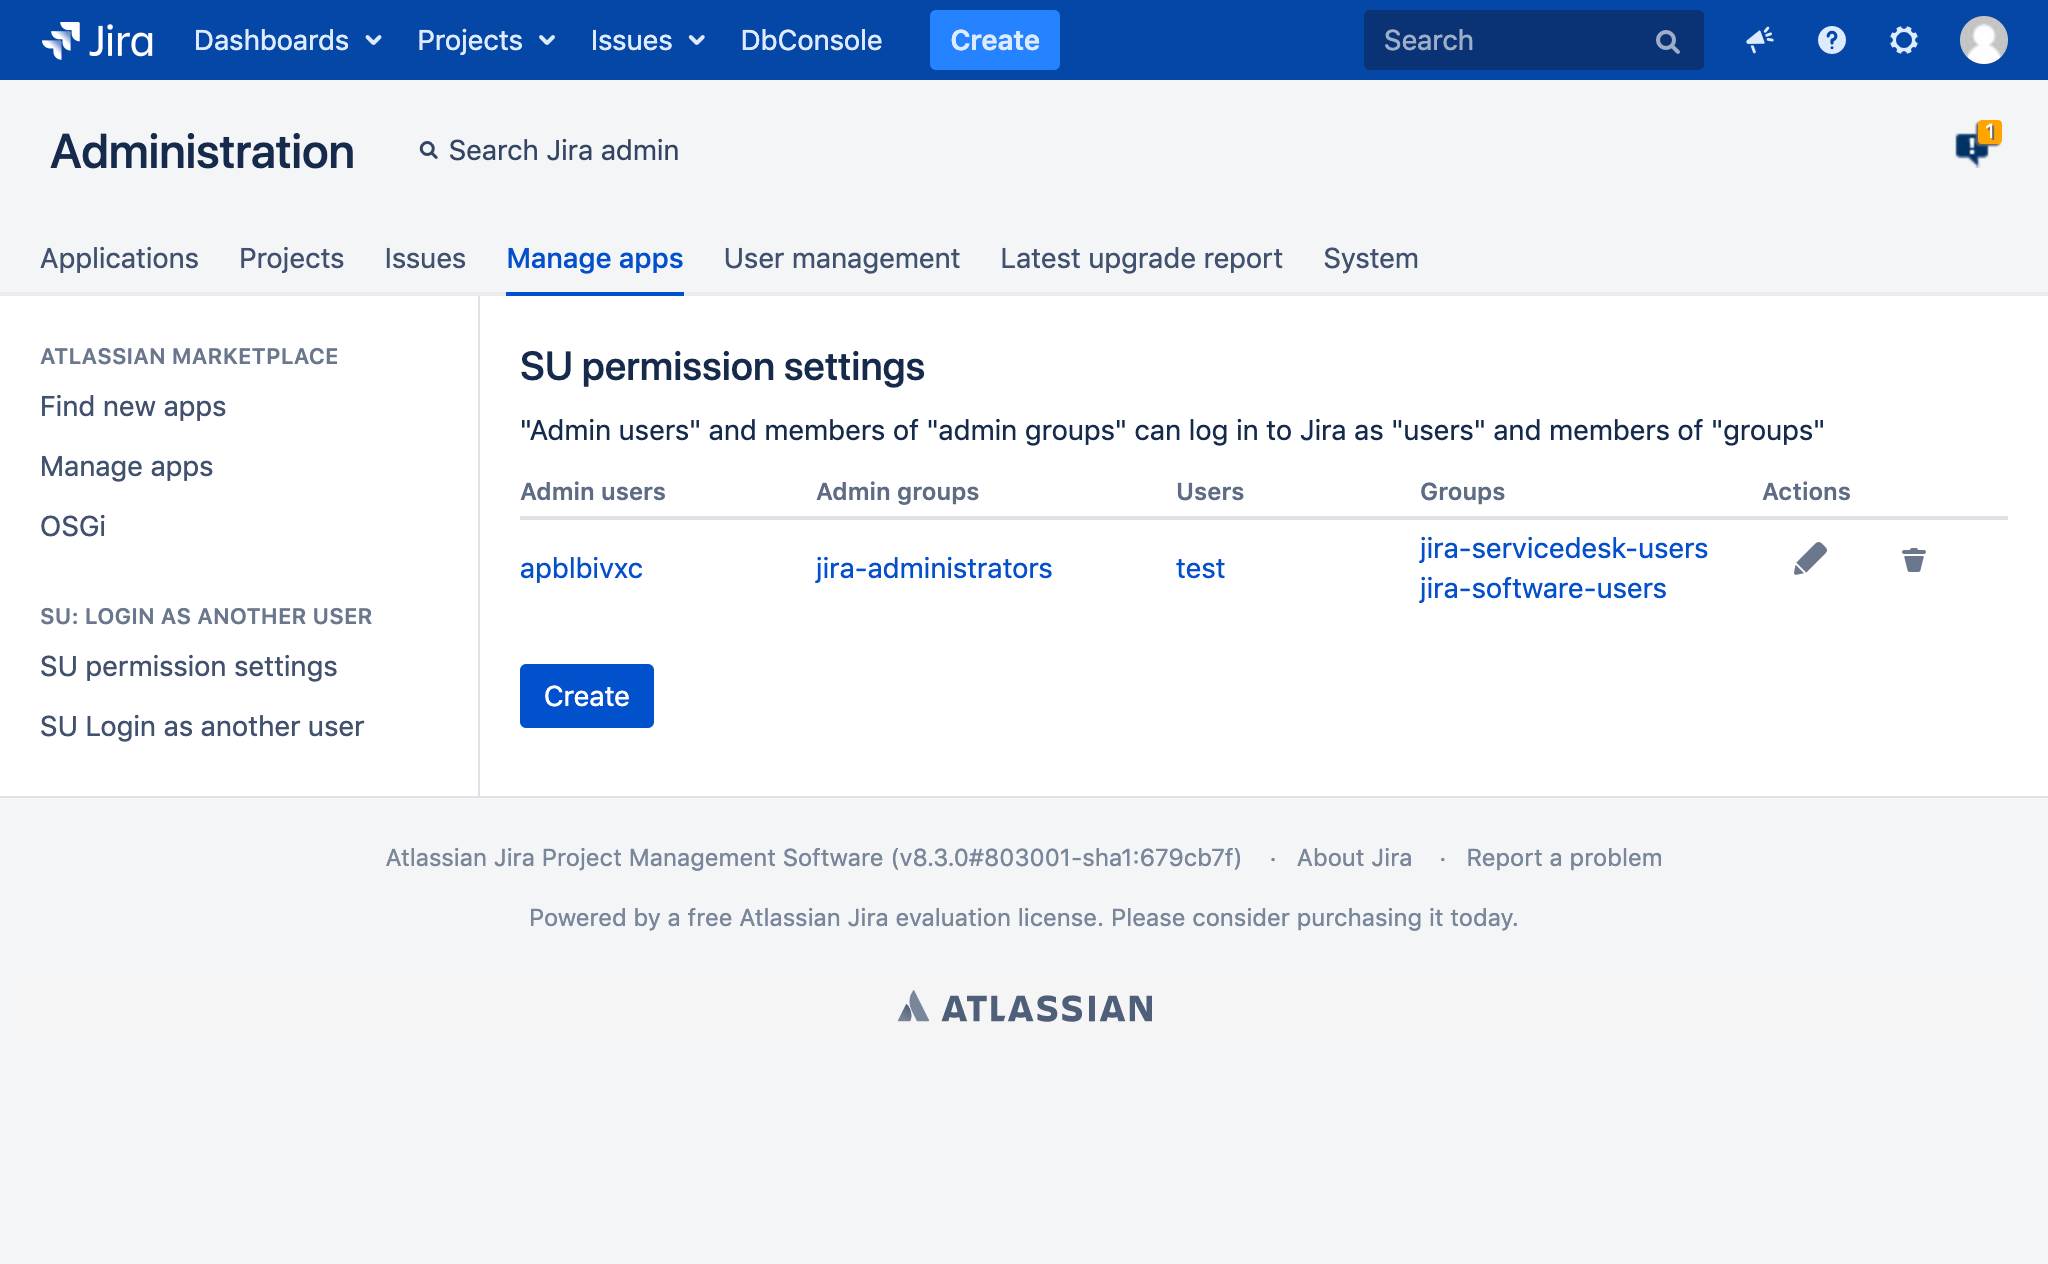 Jira Dashboards Projects Issues DbConsole Create Search ?
Administration Search Jira admin 1
Applications Projects Issues Manage apps User management Latest upgrade report System
ATLASSIAN MARKETPLACE
Find new apps
Manage apps
OSGi
SU: LOGIN AS ANOTHER USER
SU permission settings
SU Login as another user
SU permission settings
"Admin users" and members of "admin groups" can log in to Jira as "users" and members of "groups"
Admin users Admin groups Users Groups Actions
apblbivxc jira-administrators test jira-servicedesk-users
jira-software-users
Create
Atlassian Jira Project Management Software (v8.3.0#803001-sha1:679cb7f) · About Jira · Report a problem
Powered by a free Atlassian Jira evaluation license. Please consider purchasing it today.
ATLASSIAN